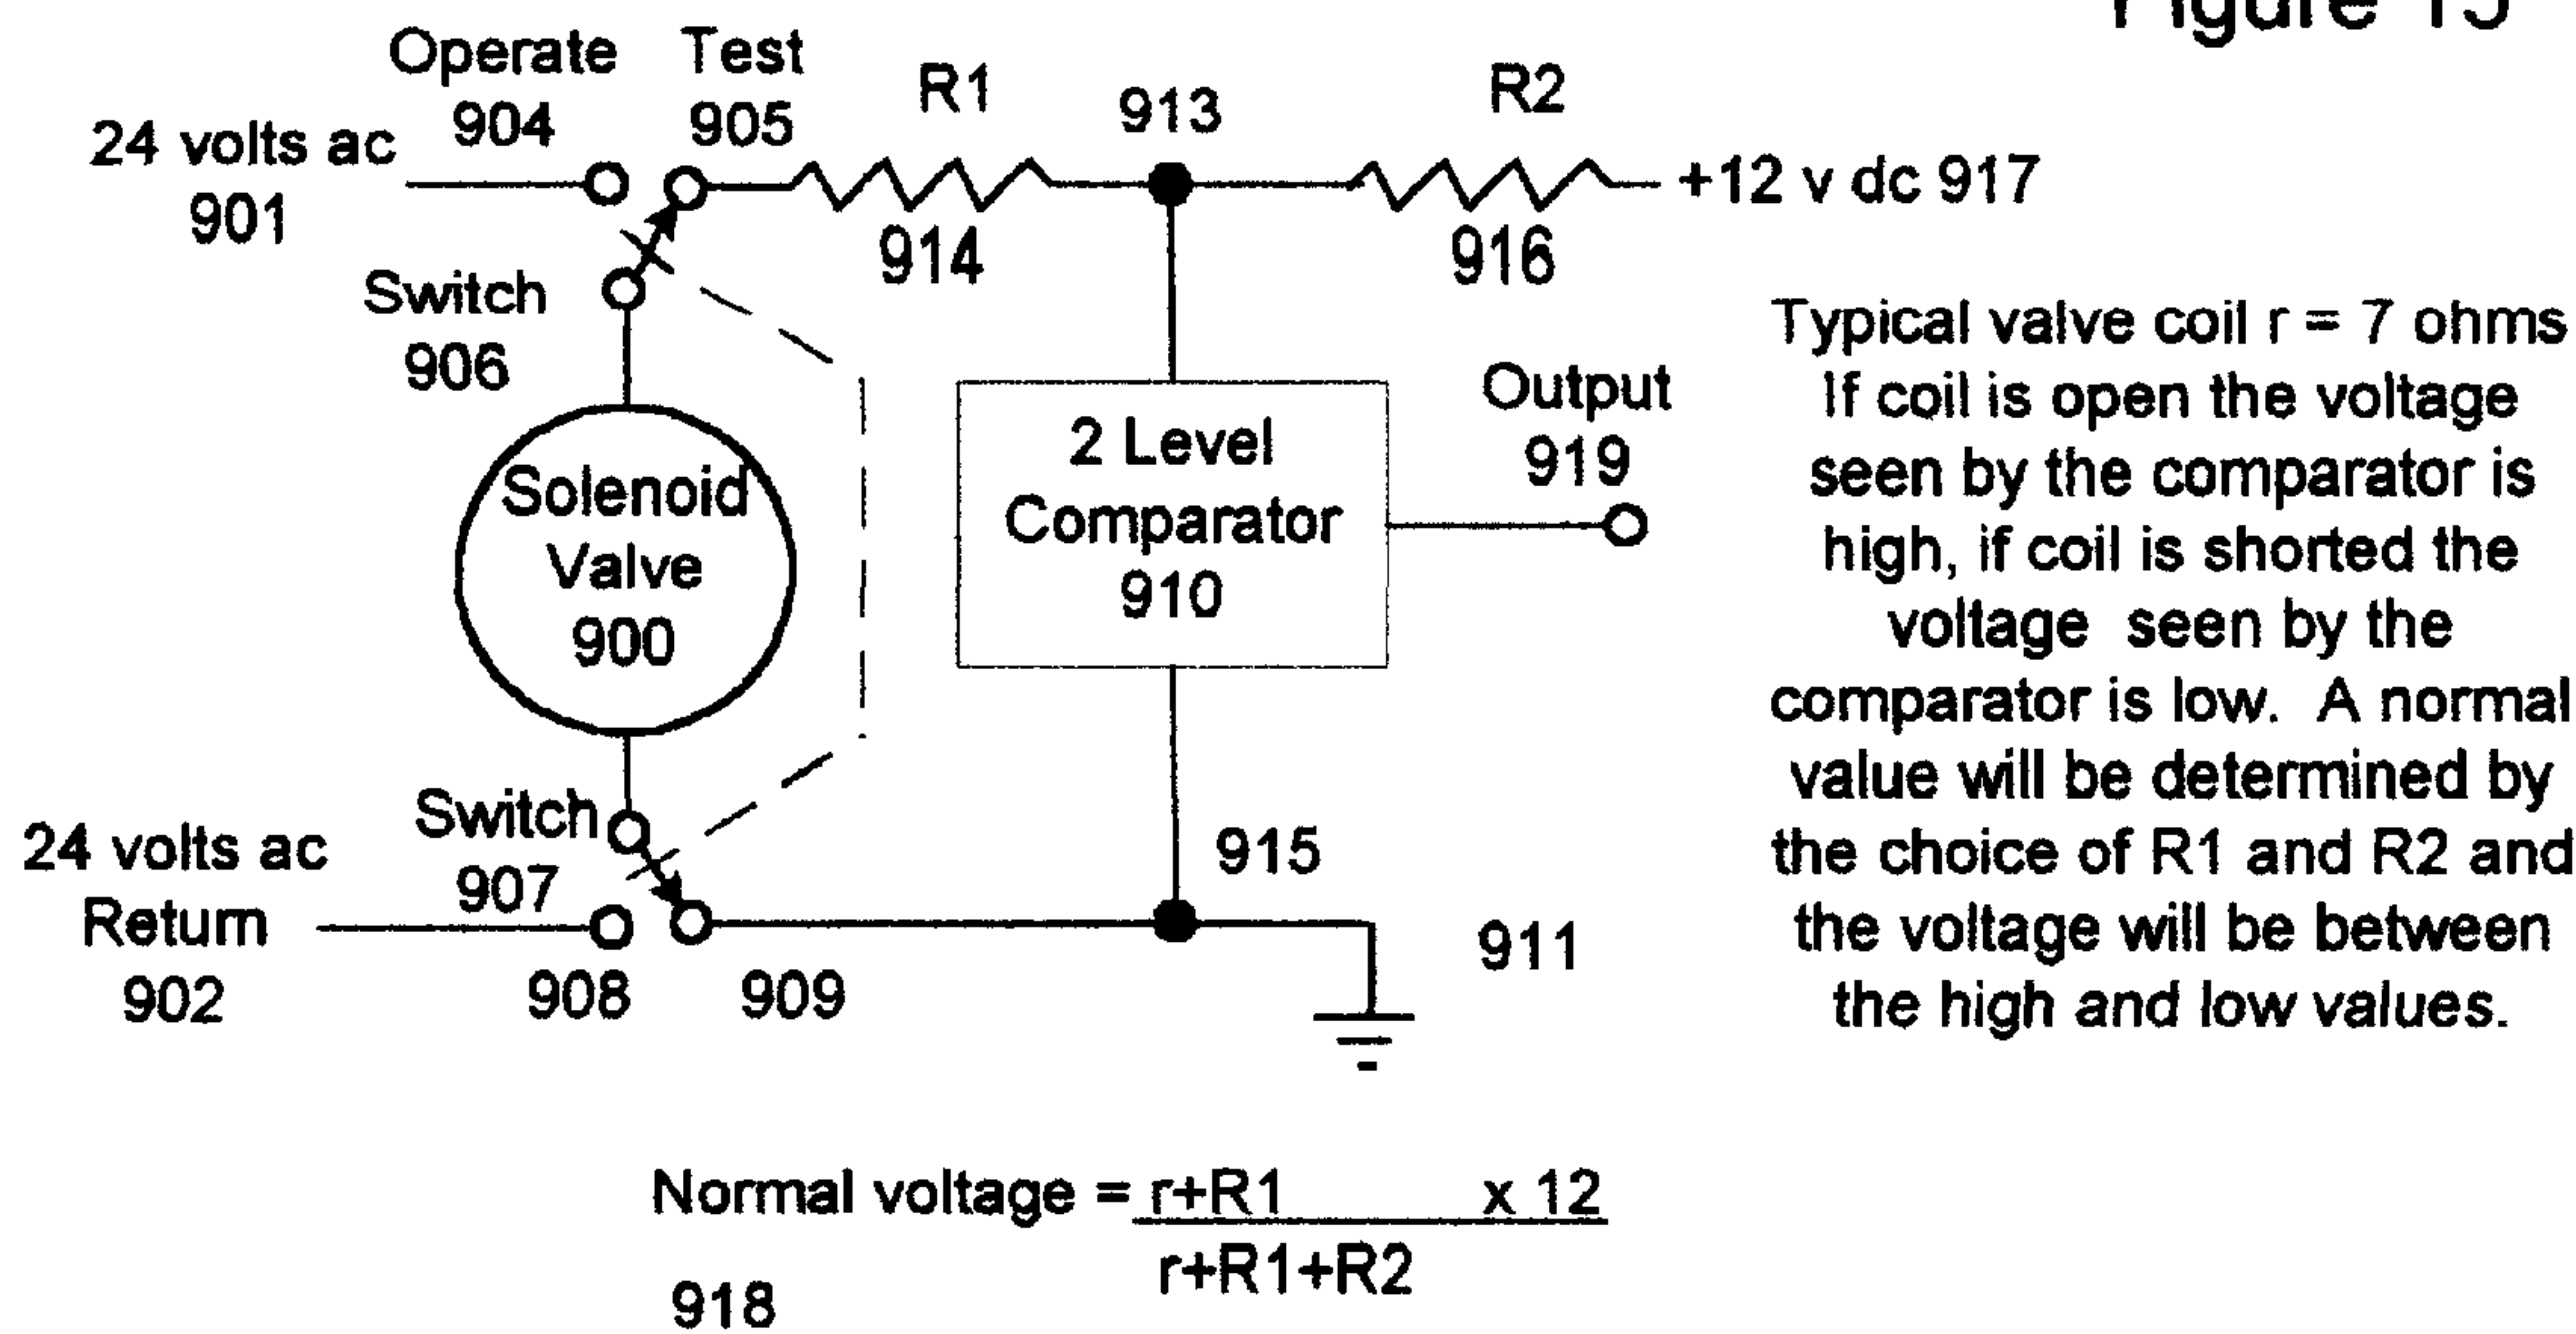 Figure 15
Operate Test
904 905
24 volts ac
901
R1
913
R2
+12 v dc 917
914
916
Switch
906
Solenoid
Valve
900
2 Level
Comparator
910
Output
919
Typical valve coil r = 7 ohms
If coil is open the voltage
seen by the comparator is
high, if coil is shorted the
voltage seen by the
comparator is low. A normal
value will be determined by
the choice of R1 and R2 and
the voltage will be between
the high and low values.
Switch
907
24 volts ac
Return
902
908
909
915
911
Normal voltage = r+R1 x 12
r+R1+R2
918